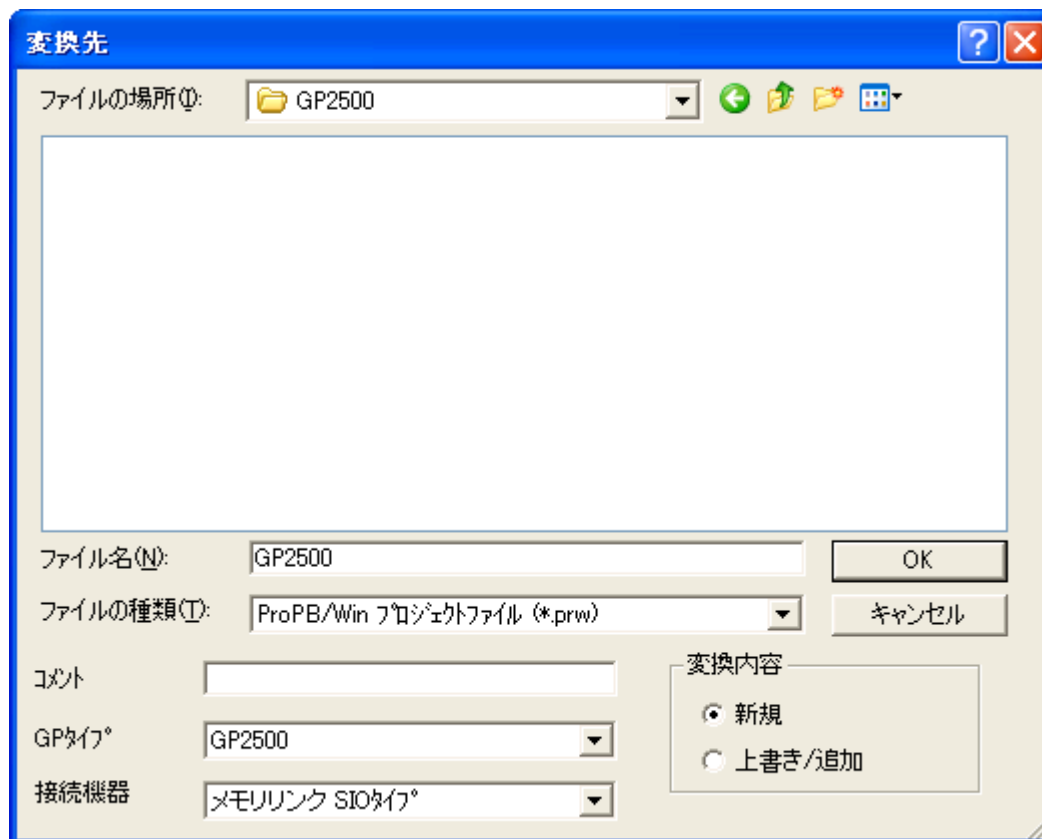 変換先
ファイルの場所(I):
GP2500
ファイル名(N):
GP2500
OK
ファイルの種類(T):
ProPB/Win プロジェクトファイル (*.prw)
キャンセル
コメント
変換内容
新規
GPタイプ
GP2500
上書き/追加
接続機器
メモリリンク SIOタイプ